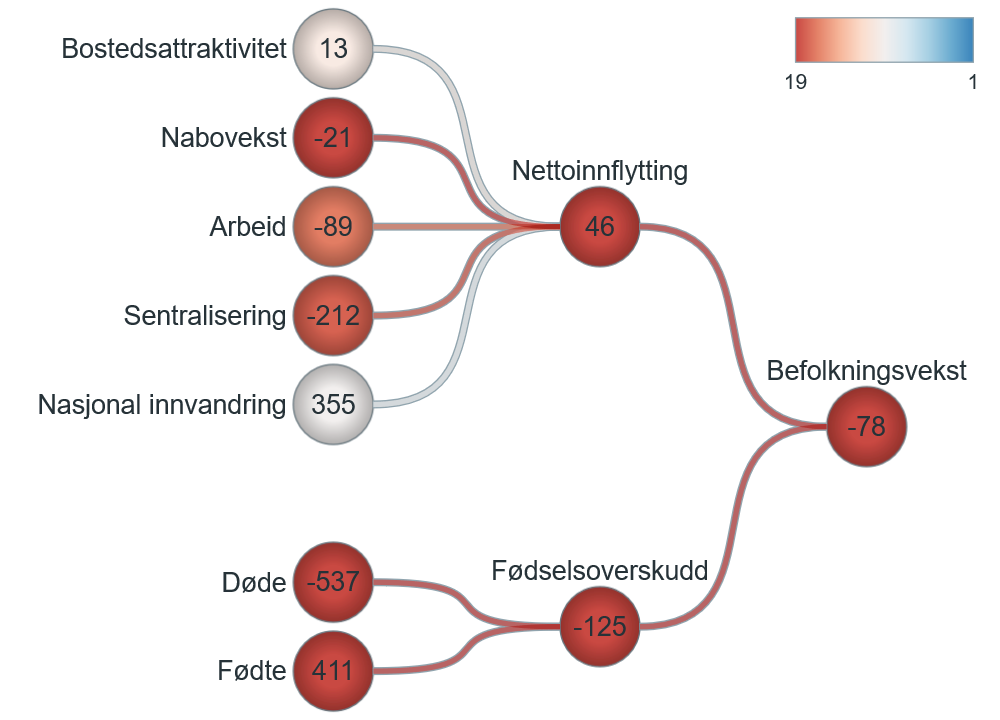 Bostedsattraktivitet 13
19 1
Nabovekst -21
Nettoinnflytting
Arbeid -89 46
Sentralisering -212
Befolkningsvekst
Nasjonal innvandring 355
-78
Fødselsoverskudd
Døde -537
-125
Fødte 411